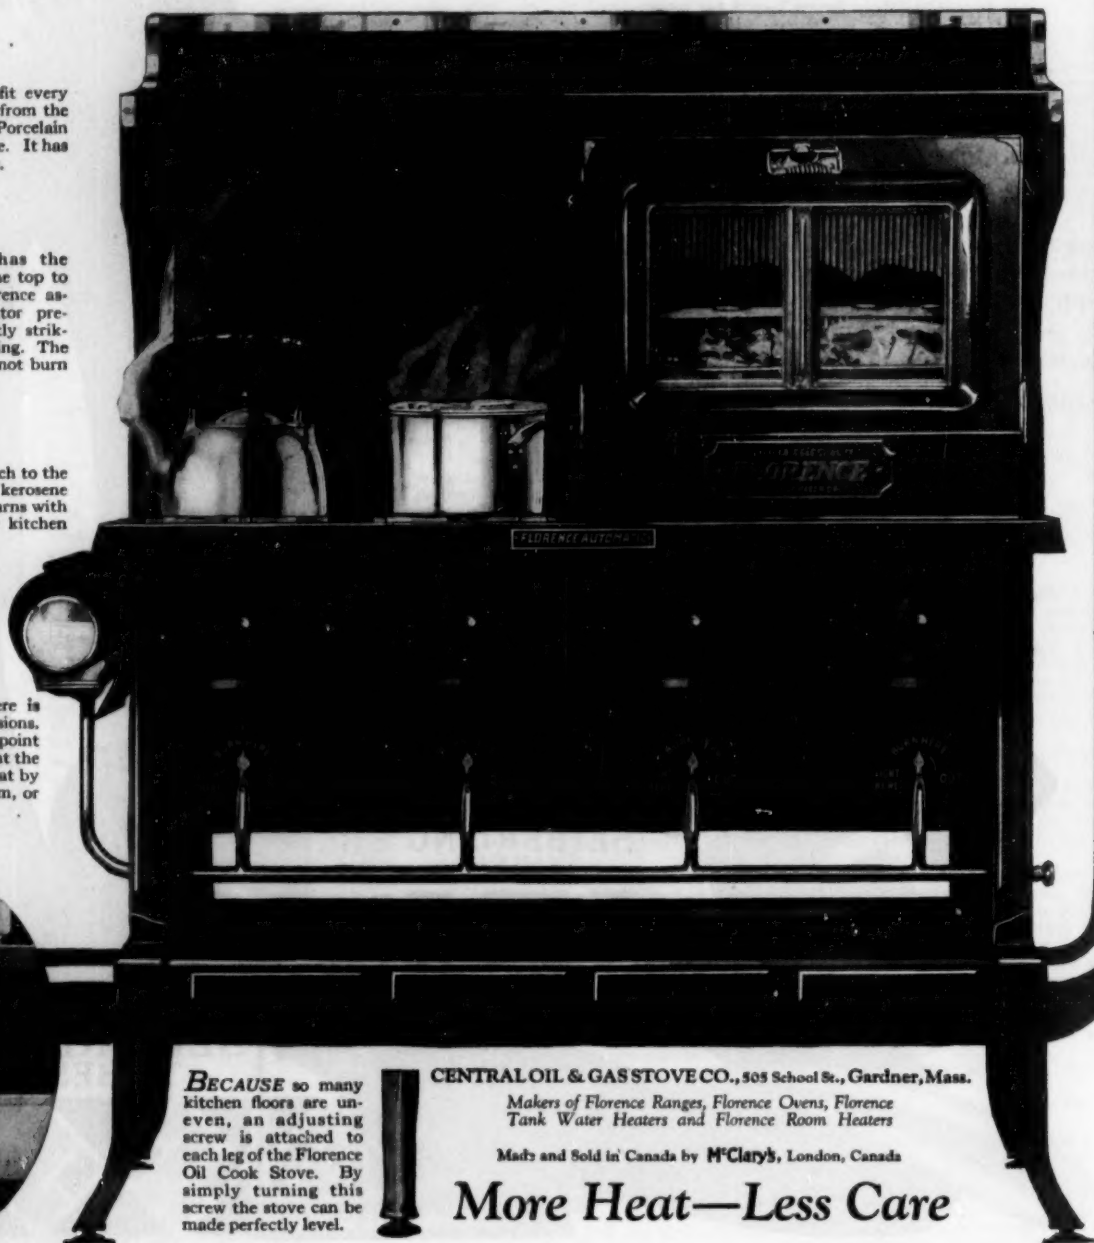 fit every
from the
Porcelain
e. It has
has the
e top to
rence as-
tor pre-
tly strik-
ing. The
not burn
ch to the
kerosene
urns with
kitchen
ere is
sions.
point
at the
at by
m, or
FLORENCE
FLORENCE AUTOMATIC
BECAUSE so many
kitchen floors are un-
even, an adjusting
screw is attached to
each leg of the Florence
Oil Cook Stove. By
simply turning this
screw the stove can be
made perfectly level.
CENTRAL OIL & GAS STOVE CO., 505 School St., Gardner, Mass.
Makers of Florence Ranges, Florence Ovens, Florence
Tank Water Heaters and Florence Room Heaters
Made and Sold in Canada by McClary's, London, Canada
More Heat—Less Care